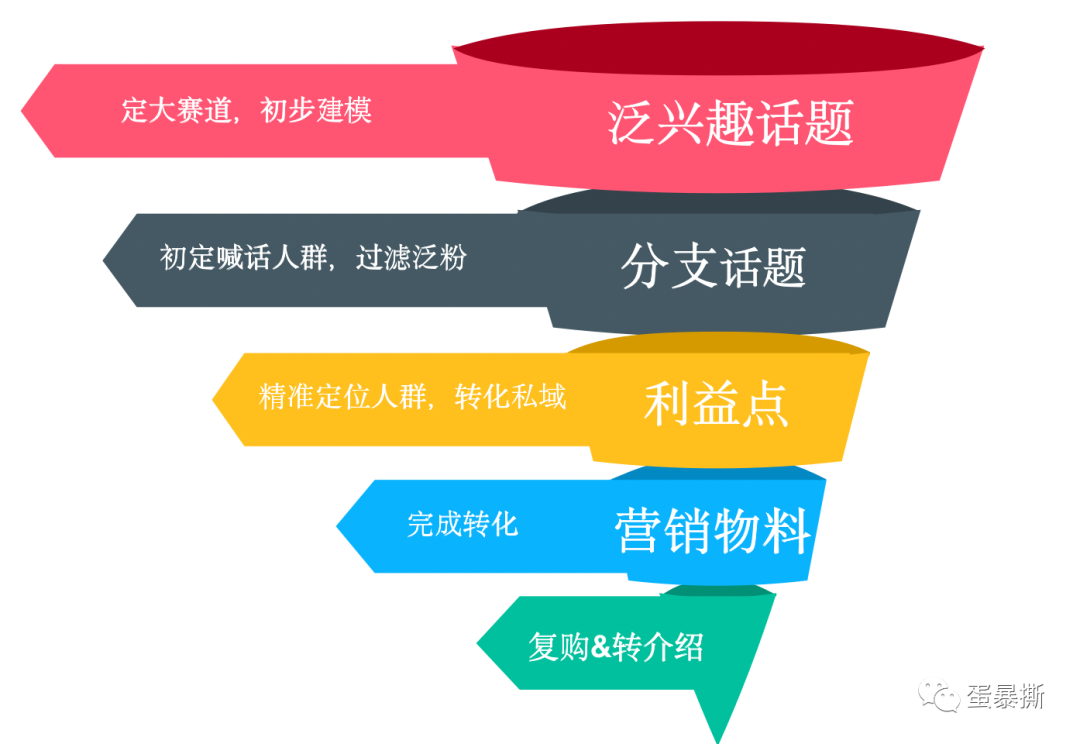 定大赛道，初步建模
泛兴趣话题
初定喊话人群，过滤泛粉
分支话题
精准定位人群，转化私域
利益点
完成转化
营销物料
复购&转介绍
蛋暴撕